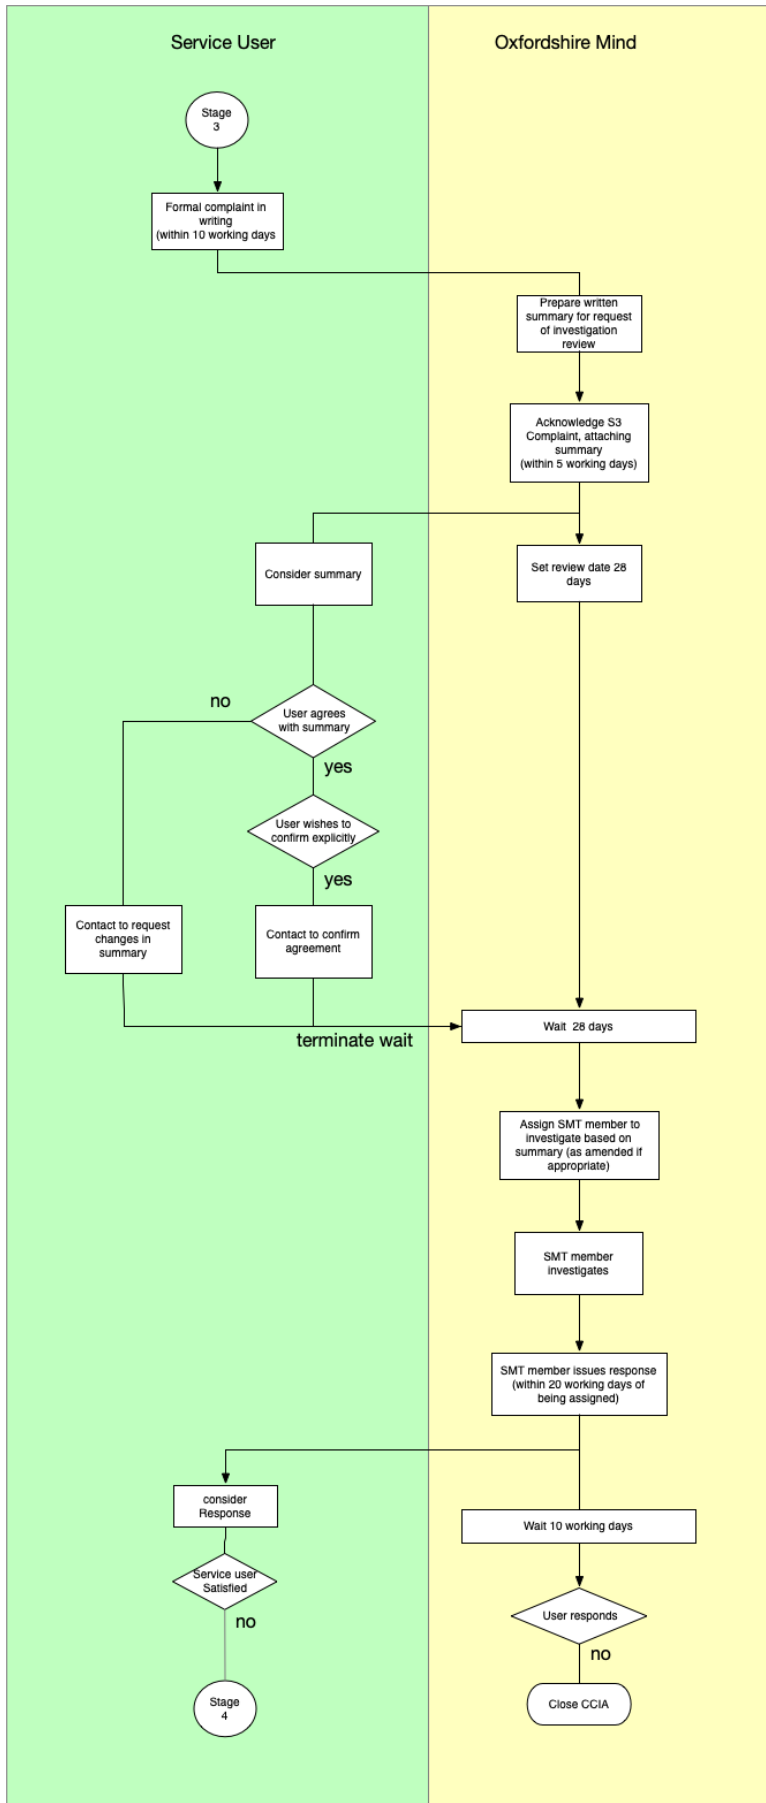 Service User
Oxfordshire Mind
Stage
3
Formal complaint in
writing
(within 10 working days
Prepare written
summary for request
of investigation
review
Acknowledge S3
Complaint, attaching
summary
(within 5 working days)
Consider summary
Set review date 28
days
no
User agrees
with summary
yes
User wishes to
confirm explicitly
yes
Contact to request
changes in
summary
Contact to confirm
agreement
Wait 28 days
terminate wait
Assign SMT member to
investigate based on
summary (as amended if
appropriate)
SMT member
investigates
SMT member issues response
(within 20 working days of
being assigned)
consider
Response
Wait 10 working days
Service user
Satisfied
User responds
no
no
Stage
4
Close CCIA